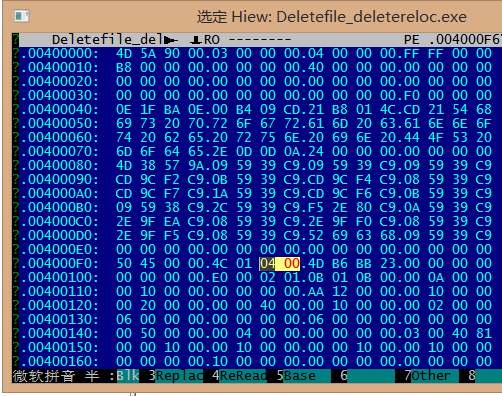 选定 Hiew: Deletefile_deletereloc.exe
? Deletefile_del RO -------- PE .004000F6
?.00400000: 4D 5A 90 00.03 00 00 00.04 00 00 00.FF FF 00 00
?.00400010: B8 00 00 00.00 00 00 00.40 00 00 00.00 00 00 00
?.00400020: 00 00 00 00.00 00 00 00.00 00 00 00.00 00 00 00
?.00400030: 00 00 00 00.00 00 00 00.00 00 00 00.F0 00 00 00
?.00400040: 0E 1F BA 0E.00 B4 09 CD.21 B8 01 4C.CD 21 54 68
?.00400050: 69 73 20 70.72 6F 67 72.61 6D 20 63.61 6E 6E 6F
?.00400060: 74 20 62 65.20 72 75 6E.20 69 6E 20.44 4F 53 20
?.00400070: 6D 6F 64 65.2E 0D 0D 0A.24 00 00 00.00 00 00 00
?.00400080: 4D 38 57 9A.09 59 39 C9.09 59 39 C9.09 59 39 C9
?.00400090: CD 9C F2 C9.0B 59 39 C9.CD 9C F4 C9.08 59 39 C9
?.004000A0: CD 9C F7 C9.1A 59 39 C9.CD 9C F6 C9.0B 59 39 C9
?.004000B0: 09 59 38 C9.2C 59 39 C9.F5 2E 80 C9.0A 59 39 C9
?.004000C0: 2E 9F EA C9.08 59 39 C9.2E 9F F0 C9.08 59 39 C9
?.004000D0: 2E 9F F5 C9.08 59 39 C9.52 69 63 68.09 59 39 C9
?.004000E0: 00 00 00 00.00 00 00 00.00 00 00 00.00 00 00 00
?.004000F0: 50 45 00 00.4C 01 04 00.4D B6 BB 23.00 00 00 00
?.00400100: 00 00 00 00.E0 00 02 01.0B 01 0B 00.00 0A 00 00
?.00400110: 00 10 00 00.00 00 00 00.AA 12 00 00.00 10 00 00
?.00400120: 00 20 00 00.00 00 40 00.00 10 00 00.00 02 00 00
?.00400130: 06 00 00 00.00 00 00 00.06 00 00 00.00 00 00 00
?.00400140: 00 50 00 00.00 04 00 00.00 00 00 00.03 00 40 81
?.00400150: 00 00 10 00.00 10 00 00.00 00 10 00.00 10 00 00
?.00400160: 00 00 00 00.10 00 00 00.00 00 00 00.00 00 00 00
微软拼音 半 :Blk 3Replac 4ReRead 5Base 6 7Other 8